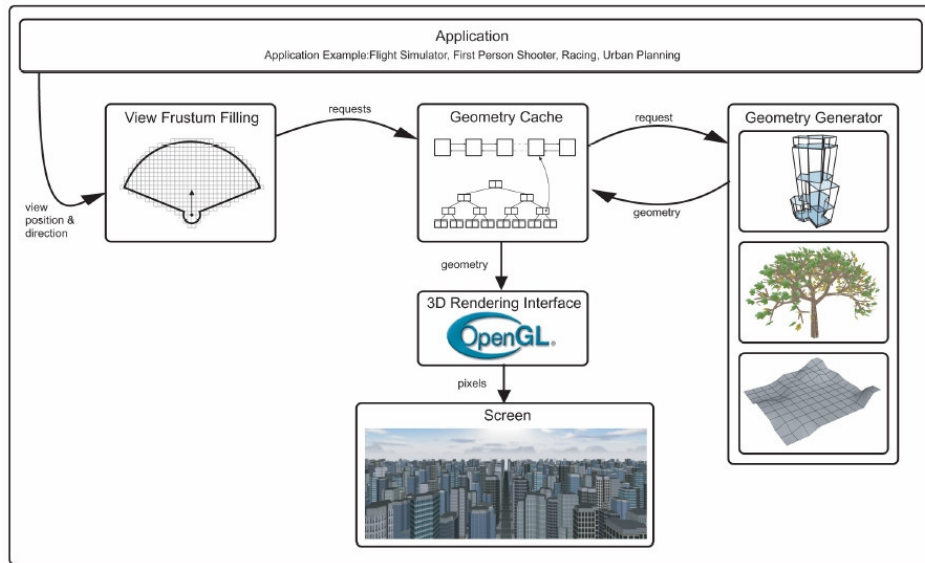 Application
Application Example:Flight Simulator, First Person Shooter, Racing, Urban Planning
View Frustum Filling
requests
Geometry Cache
request
Geometry Generator
view
position &
direction
geometry
geometry
3D Rendering Interface
OpenGL®
pixels
Screen